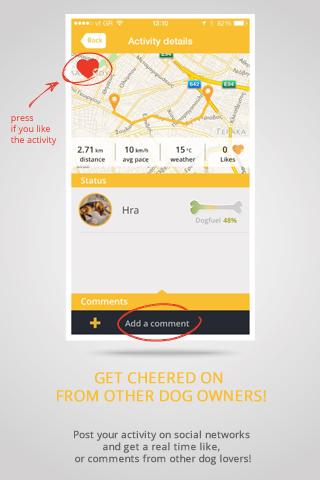 vf GR
13:10
Back
Activity details
press
if you like
the activity
E94
642
54
ΓΕΡΑΚΑ
2.71 km
distance
10 km/h
avg pace
15 °C
weather
0
Likes
Status
Hra
Dogfuel 48%
Comments
+ Add a comment
GET CHEERED ON
FROM OTHER DOG OWNERS!
Post your activity on social networks
and get a real time like,
or comments from other dog lovers!